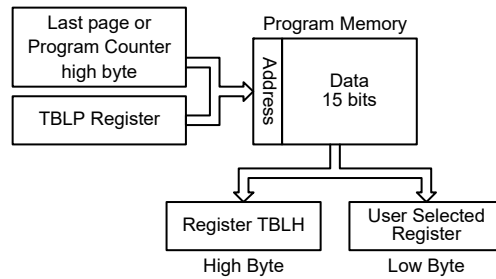 Last page or
Program Counter
high byte
TBLP Register
Program Memory
Address
Data
15 bits
Register TBLH
High Byte
User Selected
Register
Low Byte